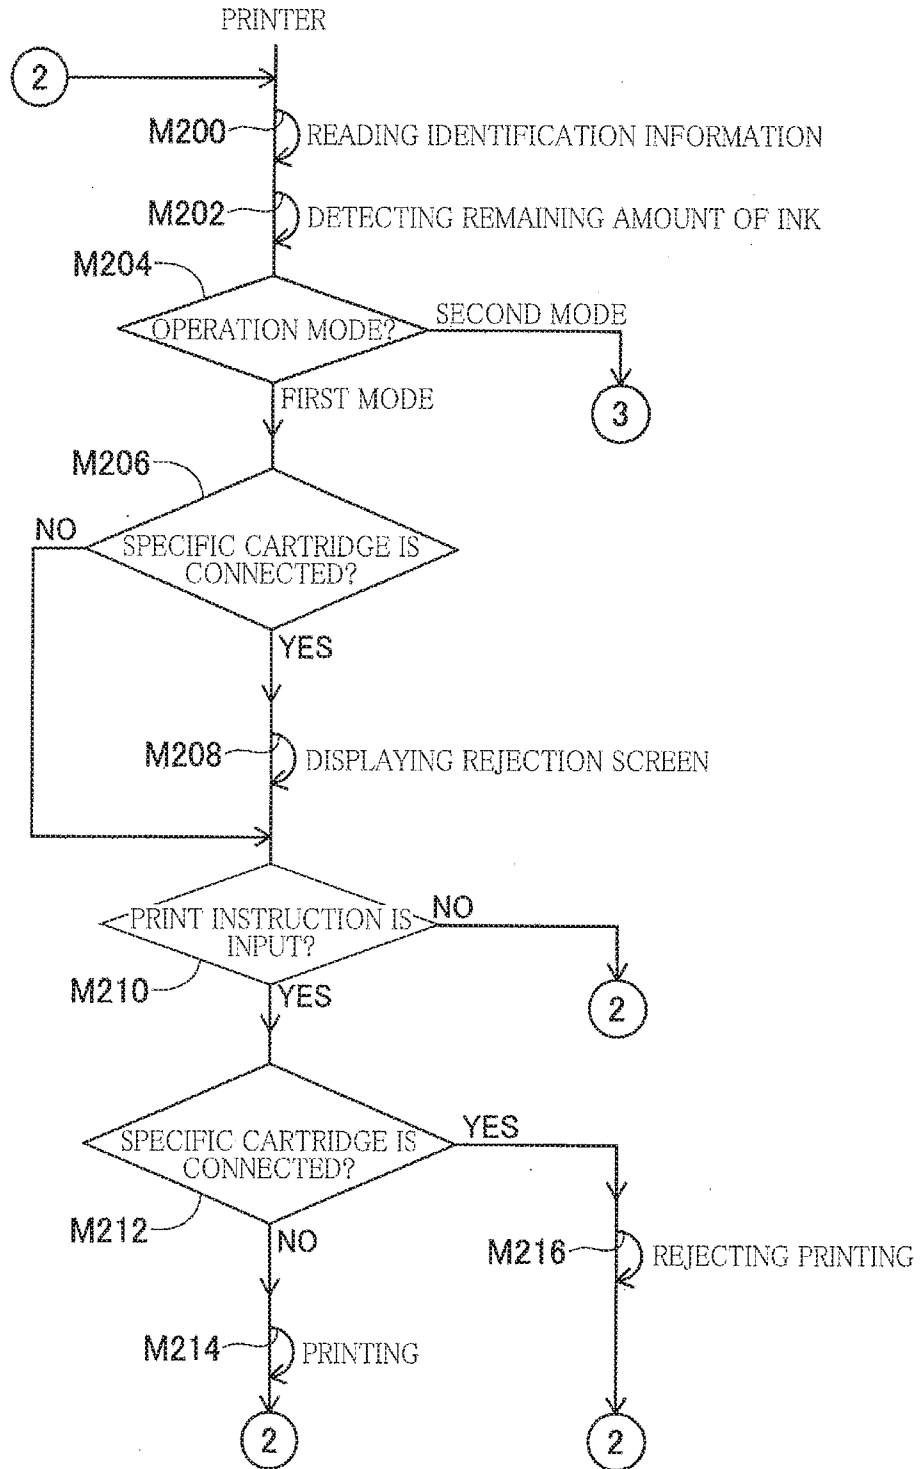 PRINTER
2
M200
READING IDENTIFICATION INFORMATION
M202
DETECTING REMAINING AMOUNT OF INK
M204
OPERATION MODE?
SECOND MODE
3
FIRST MODE
M206
NO
SPECIFIC CARTRIDGE IS
CONNECTED?
YES
M208
DISPLAYING REJECTION SCREEN
PRINT INSTRUCTION IS
INPUT?
NO
M210
YES
2
SPECIFIC CARTRIDGE IS
CONNECTED?
YES
M212
NO
M216
REJECTING PRINTING
M214
PRINTING
2
2